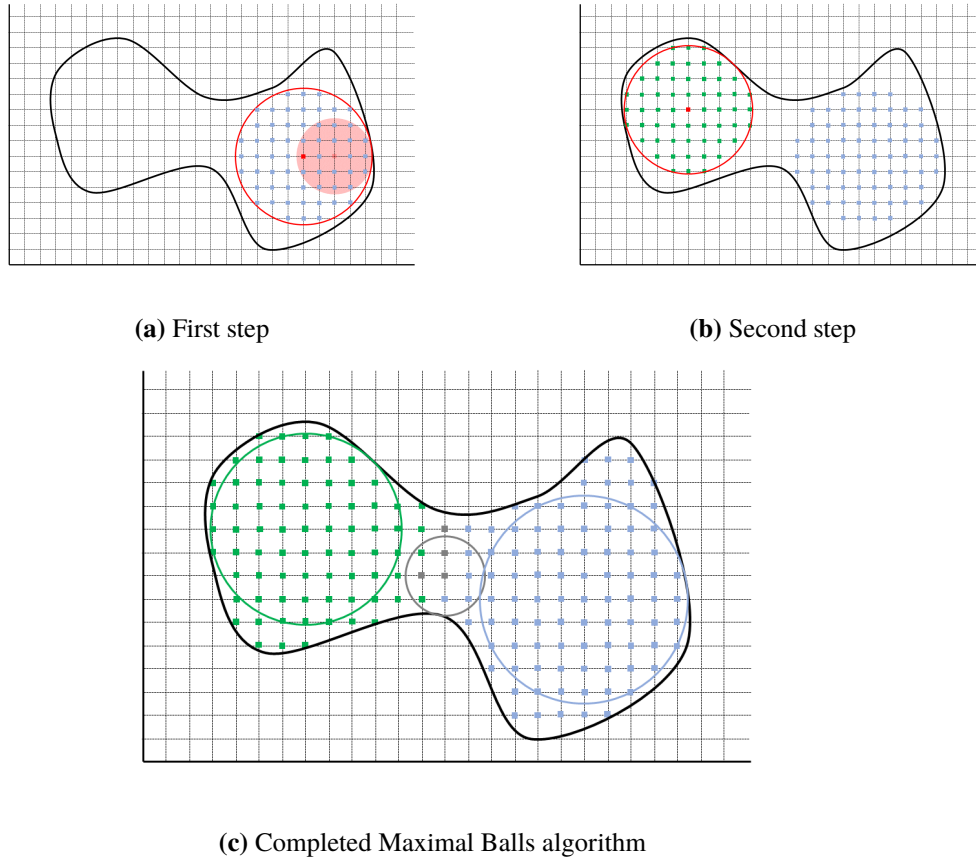 (a) First step
(b) Second step
(c) Completed Maximal Balls algorithm